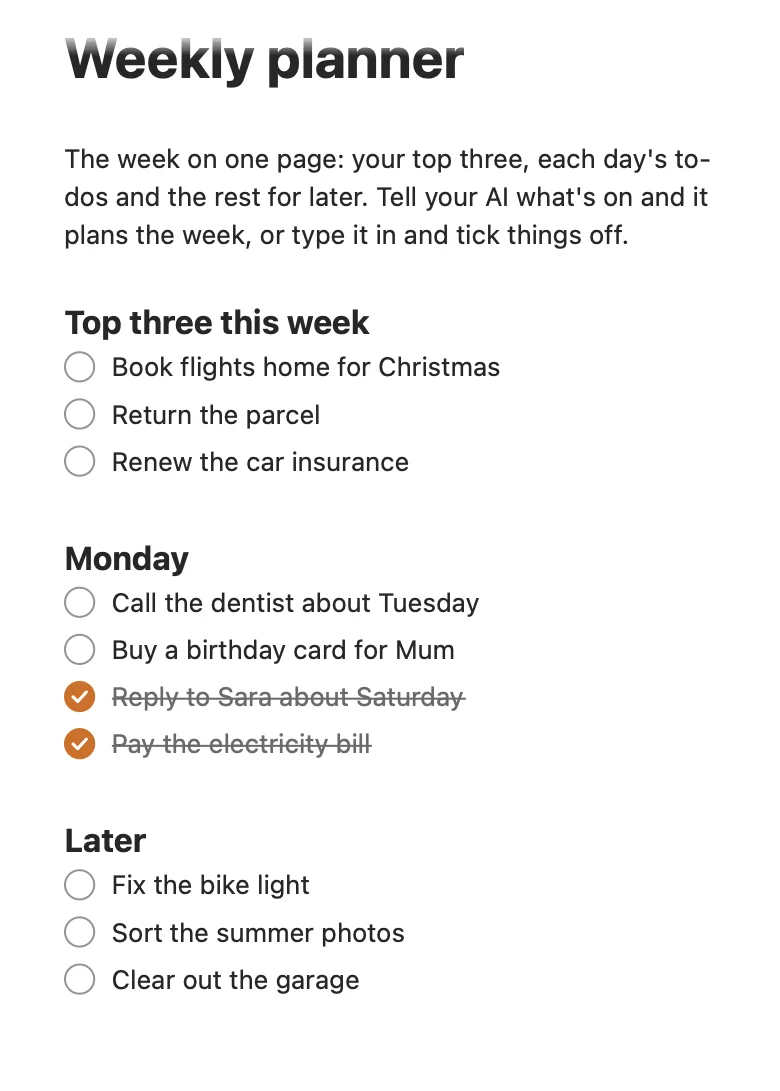 Weekly planner
The week on one page: your top three, each day's to-
dos and the rest for later. Tell your AI what's on and it
plans the week, or type it in and tick things off.
Top three this week
Book flights home for Christmas
Return the parcel
Renew the car insurance
Monday
Call the dentist about Tuesday
Buy a birthday card for Mum
Reply to Sara about Saturday
Pay the electricity bill
Later
Fix the bike light
Sort the summer photos
Clear out the garage